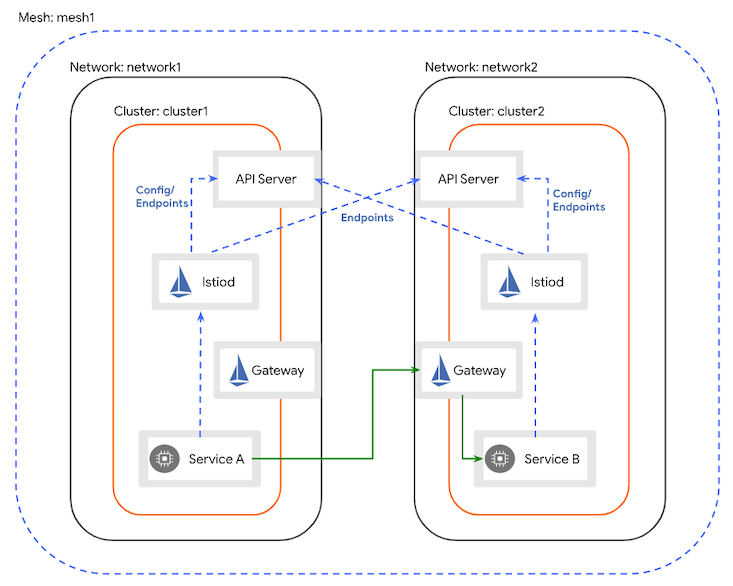 Mesh: mesh1
Network: network1
Network: network2
Cluster: cluster1
Cluster: cluster2
API Server
API Server
Config/
Endpoints
Config/
Endpoints
Endpoints
Istiod
Istiod
Gateway
Gateway
Service A
Service B